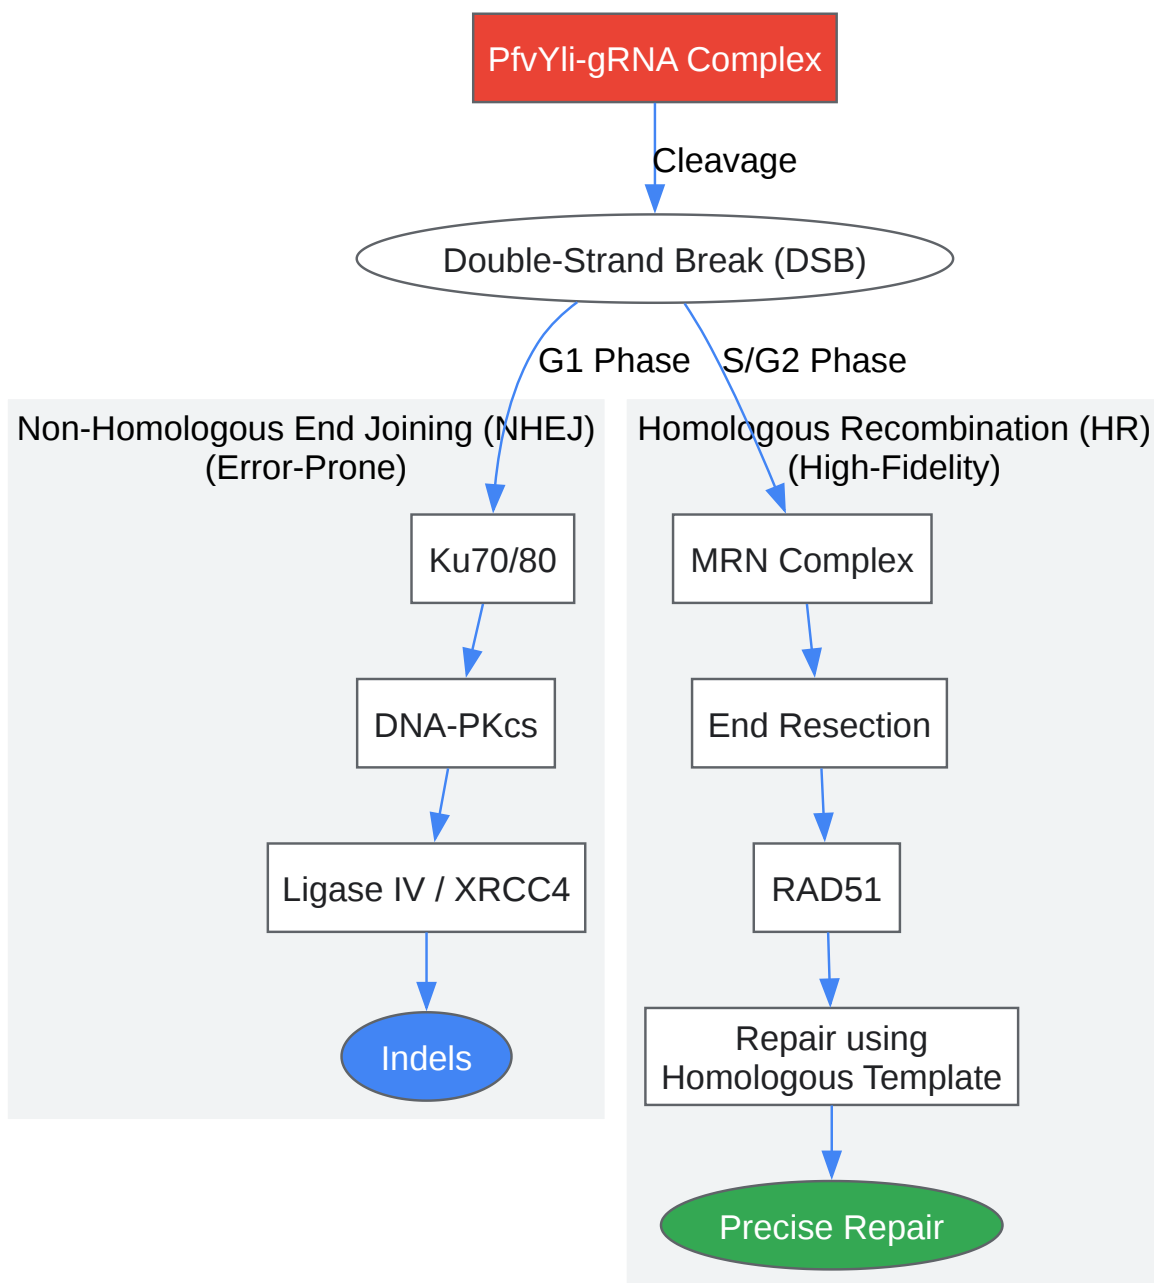 PfvYli-gRNA Complex
Cleavage
Double-Strand Break (DSB)
G1 Phase
S/G2 Phase
Non-Homologous End Joining (NHEJ)
(Error-Prone)
Ku70/80
DNA-PKcs
Ligase IV / XRCC4
Indels
Homologous Recombination (HR)
(High-Fidelity)
MRN Complex
End Resection
RAD51
Repair using
Homologous Template
Precise Repair